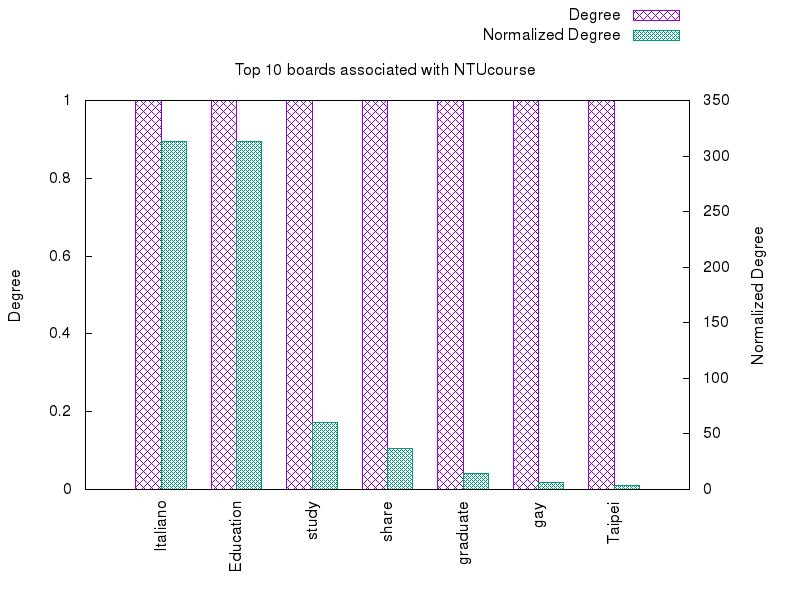 Degree
Normalized Degree
Top 10 boards associated with NTUcourse
1
0.8
0.6
0.4
0.2
0
Degree
350
300
250
200
150
100
50
0
Normalized Degree
Italiano
Education
study
share
graduate
gay
Taipei